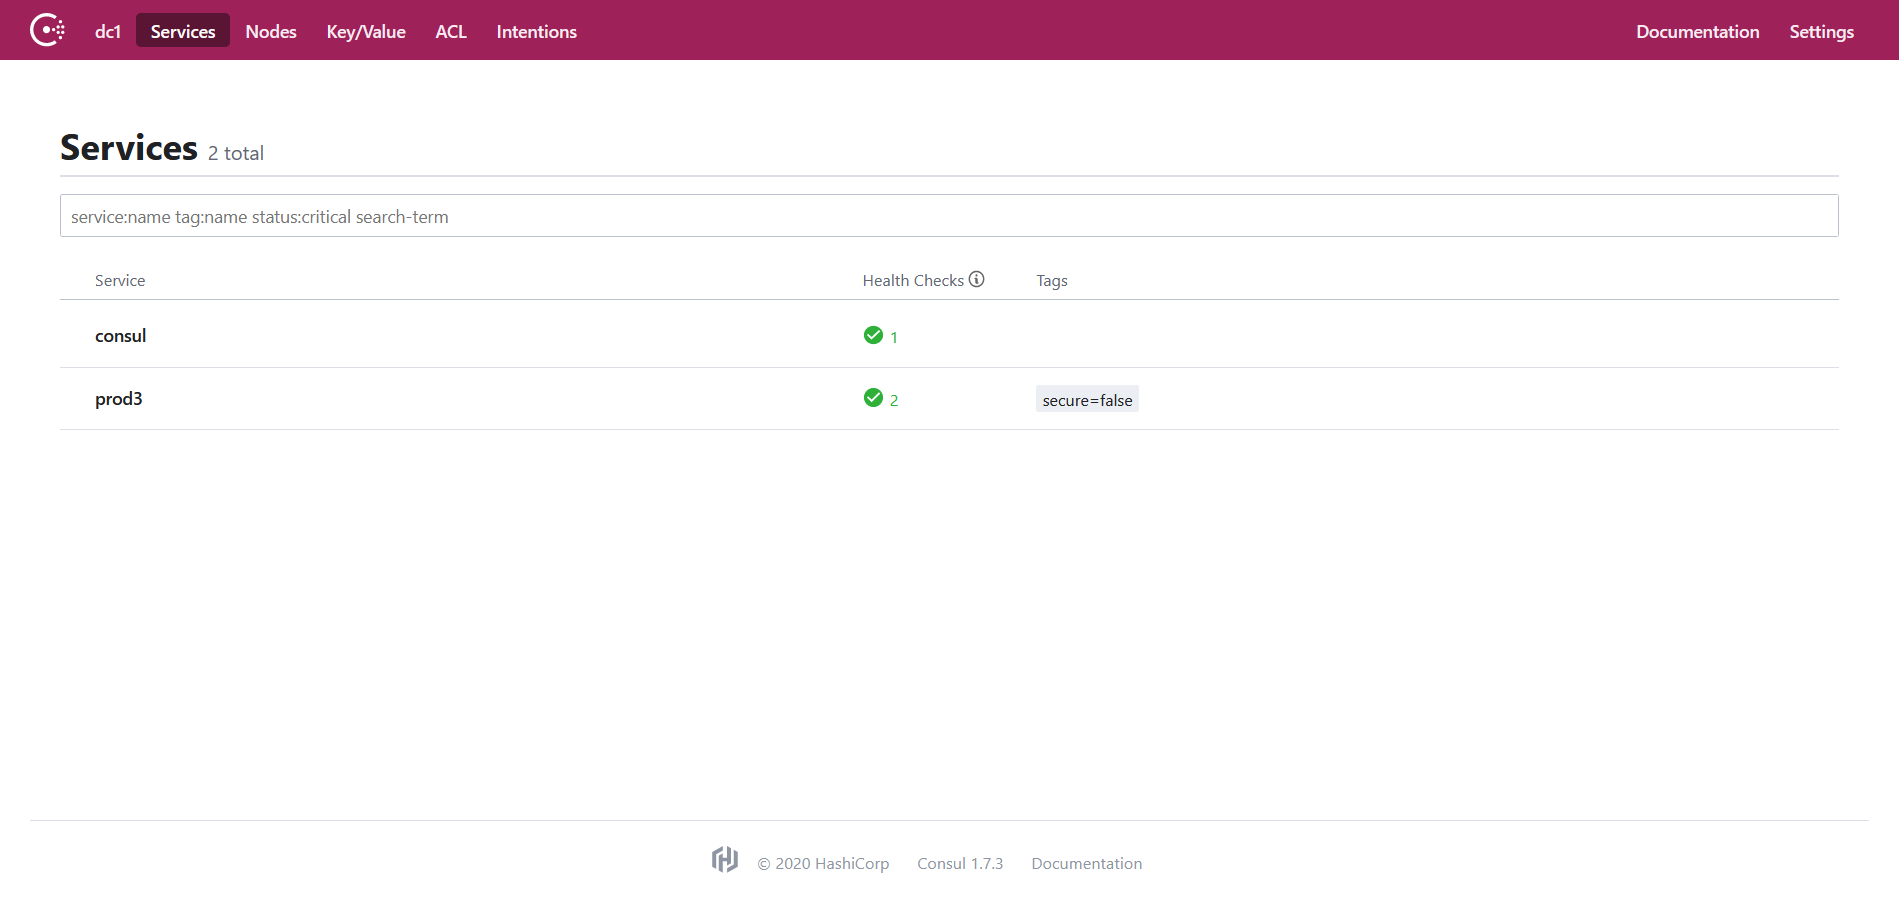 dc1 Services Nodes Key/Value ACL Intentions Documentation Settings
Services 2 total
service:name tag:name status:critical search-term
Service Health Checks Tags
consul 1
prod3 2 secure=false
© 2020 HashiCorp Consul 1.7.3 Documentation